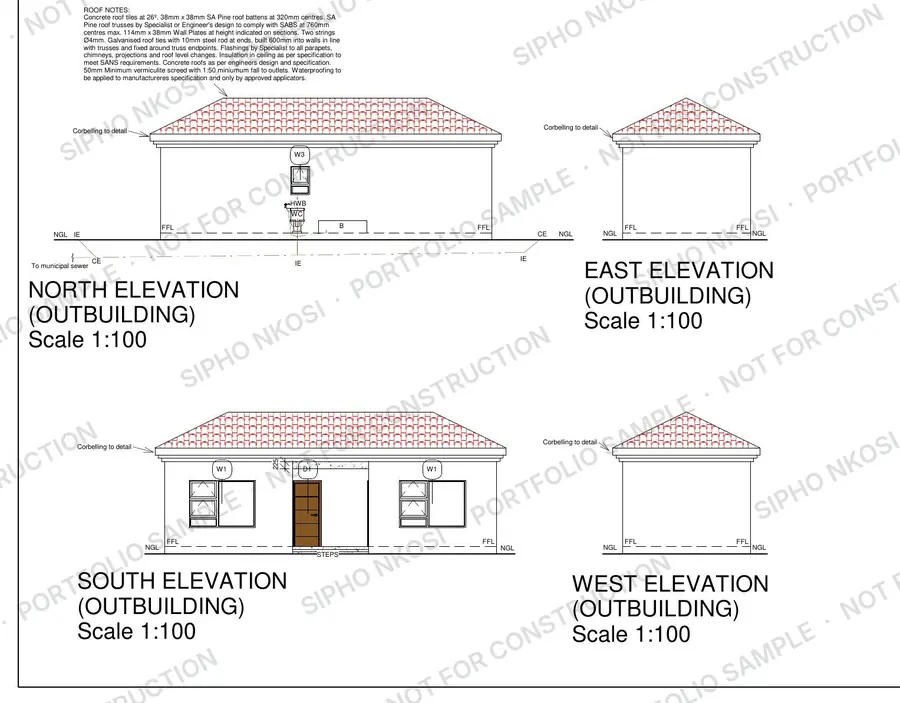 ROOF NOTES:
Concrete roof tiles at 26º. 38mm x 38mm SA Pine roof battens at 320mm centres. SA
Pine roof trusses by Specialist or Engineer's design to comply with SABS at 760mm
centres max. 114mm x 38mm Wall Plates at height indicated on sections. Two strings
Ø4mm. Galvanised roof ties with 10mm steel rod at ends, built 600mm into walls in line
with trusses and fixed around truss endpoints. Flashings by Specialist to all parapets,
chimneys, projections and roof level changes. Insulation in ceiling as per specification to
meet SANS requirements. Concrete roofs as per engineers design and specification.
50mm Minimum vermiculite screed with 1:50 miniumum fall to outlets. Waterproofing to
be applied to manufactureres specification and only by approved applicators.
Corbelling to detail
W3
HWB
WC
B
FFL
FFL
NGL
IE
CE
NGL
To municipal sewer
CE
IE
IE
NORTH ELEVATION
(OUTBUILDING)
Scale 1:100
Corbelling to detail
FFL
FFL
NGL
NGL
EAST ELEVATION
(OUTBUILDING)
Scale 1:100
Corbelling to detail
W1
225
D1
W1
FFL
FFL
NGL
NGL
STEPS
SOUTH ELEVATION
(OUTBUILDING)
Scale 1:100
Corbelling to detail
FFL
FFL
NGL
NGL
WEST ELEVATION
(OUTBUILDING)
Scale 1:100
SIPHO NKOSI · PORTFOLIO SAMPLE · NOT FOR CONSTRUCTION